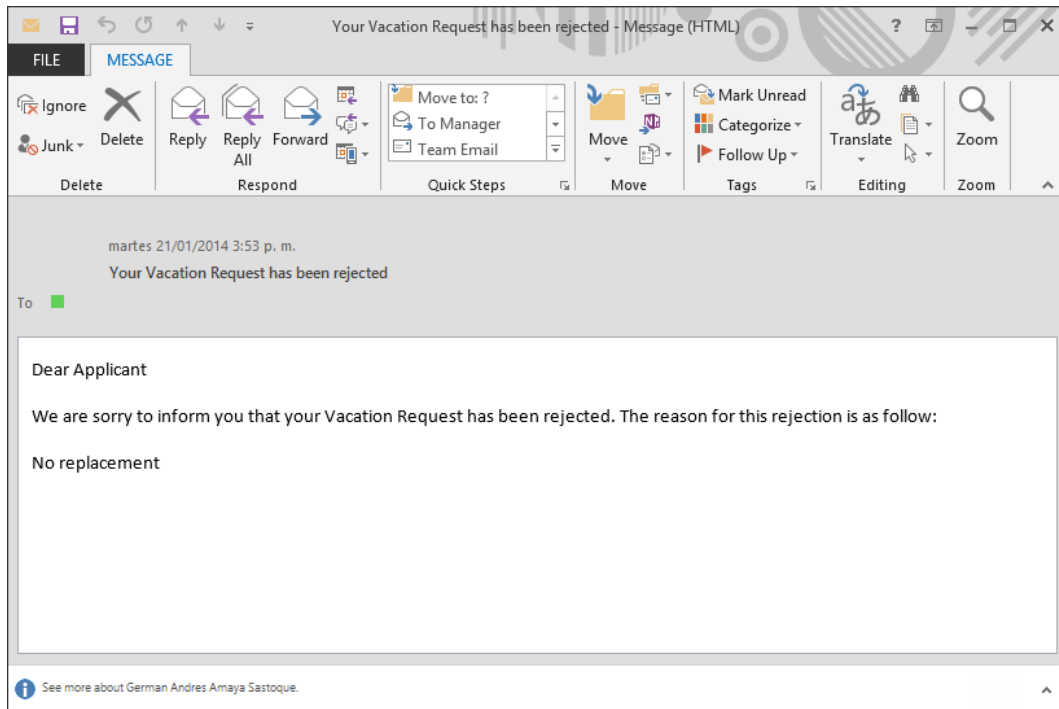 Your Vacation Request has been rejected - Message (HTML)
?
FILE
MESSAGE
Ignore
Junk
Delete
Reply
Reply All
Forward
Move to: ?
To Manager
Team Email
Move
Mark Unread
Categorize
Follow Up
Translate
Zoom
Delete
Respond
Quick Steps
Move
Tags
Editing
Zoom
martes 21/01/2014 3:53 p. m.
Your Vacation Request has been rejected
To
Dear Applicant
We are sorry to inform you that your Vacation Request has been rejected. The reason for this rejection is as follow:
No replacement
See more about German Andres Amaya Sastoque.